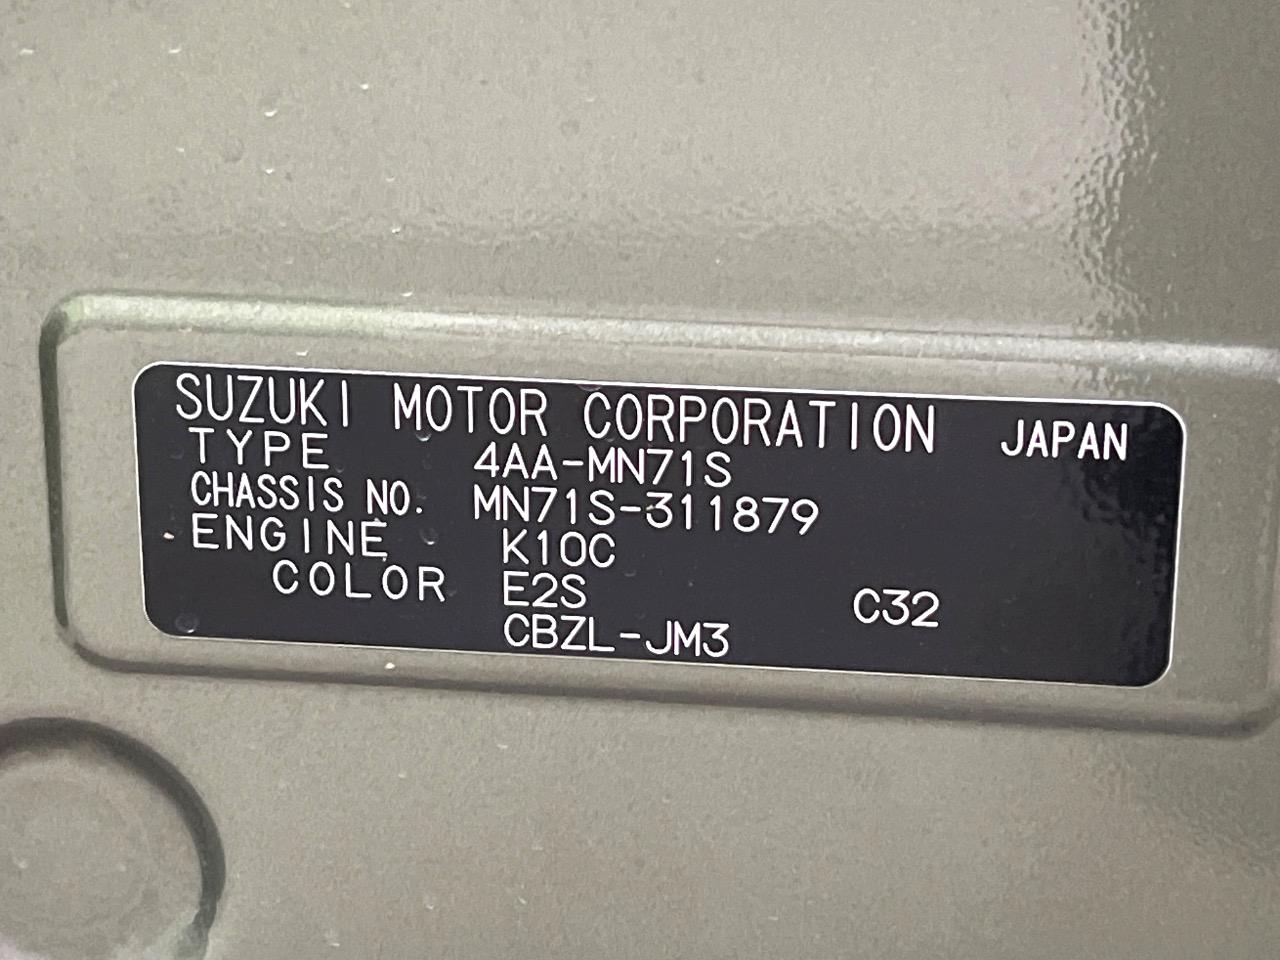 SUZUKI MOTOR CORPORATION JAPAN
TYPE 4AA-MN71S
CHASSIS NO. MN71S-311879
ENGINE K10C
COLOR E2S C32
CBZL-JM3